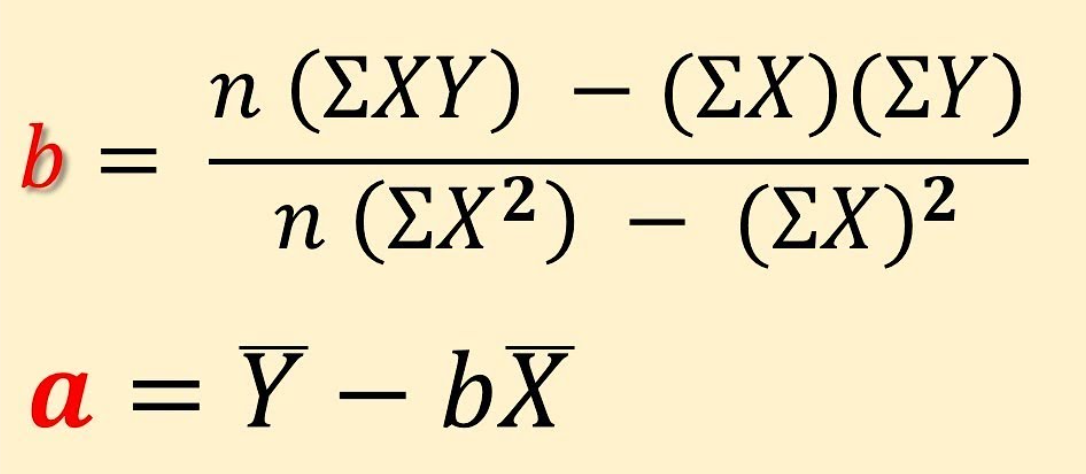 b = n (ΣXY) − (ΣX)(ΣY) / n (ΣX²) − (ΣX)²
a = Y̅ − bX̅